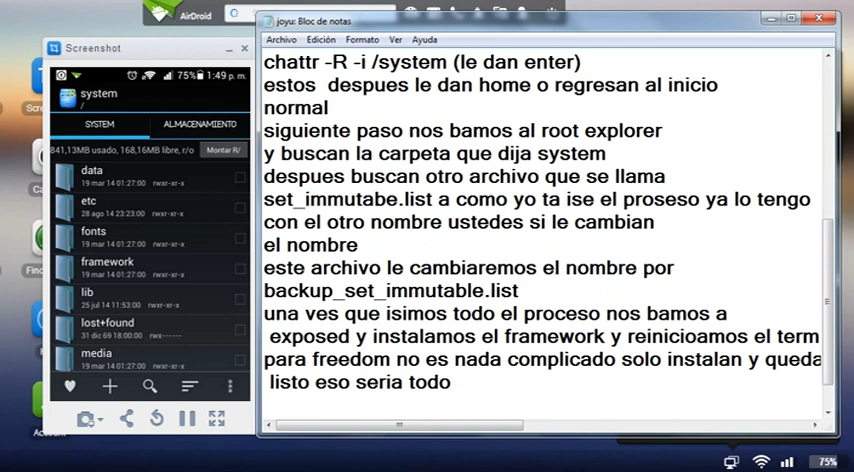 AirDroid
joyu: Bloc de notas
Archivo Edición Formato Ver Ayuda
chattr -R -i /system (le dan enter)
estos despues le dan home o regresan al inicio
normal
siguiente paso nos bamos al root explorer
y buscan la carpeta que dija system
despues buscan otro archivo que se llama
set_immutabe.list a como yo ta ise el proseso ya lo tengo
con el otro nombre ustedes si le cambian
el nombre
este archivo le cambiaremos el nombre por
backup_set_immutable.list
una ves que isimos todo el proceso nos bamos a
exposed y instalamos el framework y reinicioamos el term
para freedom no es nada complicado solo instalan y queda
listo eso seria todo
Screenshot
75% 1:49 p. m.
system
/
SYSTEM ALMACENAMIENTO
841,13MB usado, 168,16MB libre, r/o Montar R/
data
19 mar 14 01:27:00 rwxr-xr-x
etc
28 ago 14 23:23:00 rwxr-xr-x
fonts
19 mar 14 01:27:00 rwxr-xr-x
framework
19 mar 14 01:27:00 rwxr-xr-x
lib
25 jul 14 11:53:00 rwxr-xr-x
lost+found
31 dic 69 18:00:00 rwx------
media
19 mar 14 01:27:00 rwxr-xr-x
75%